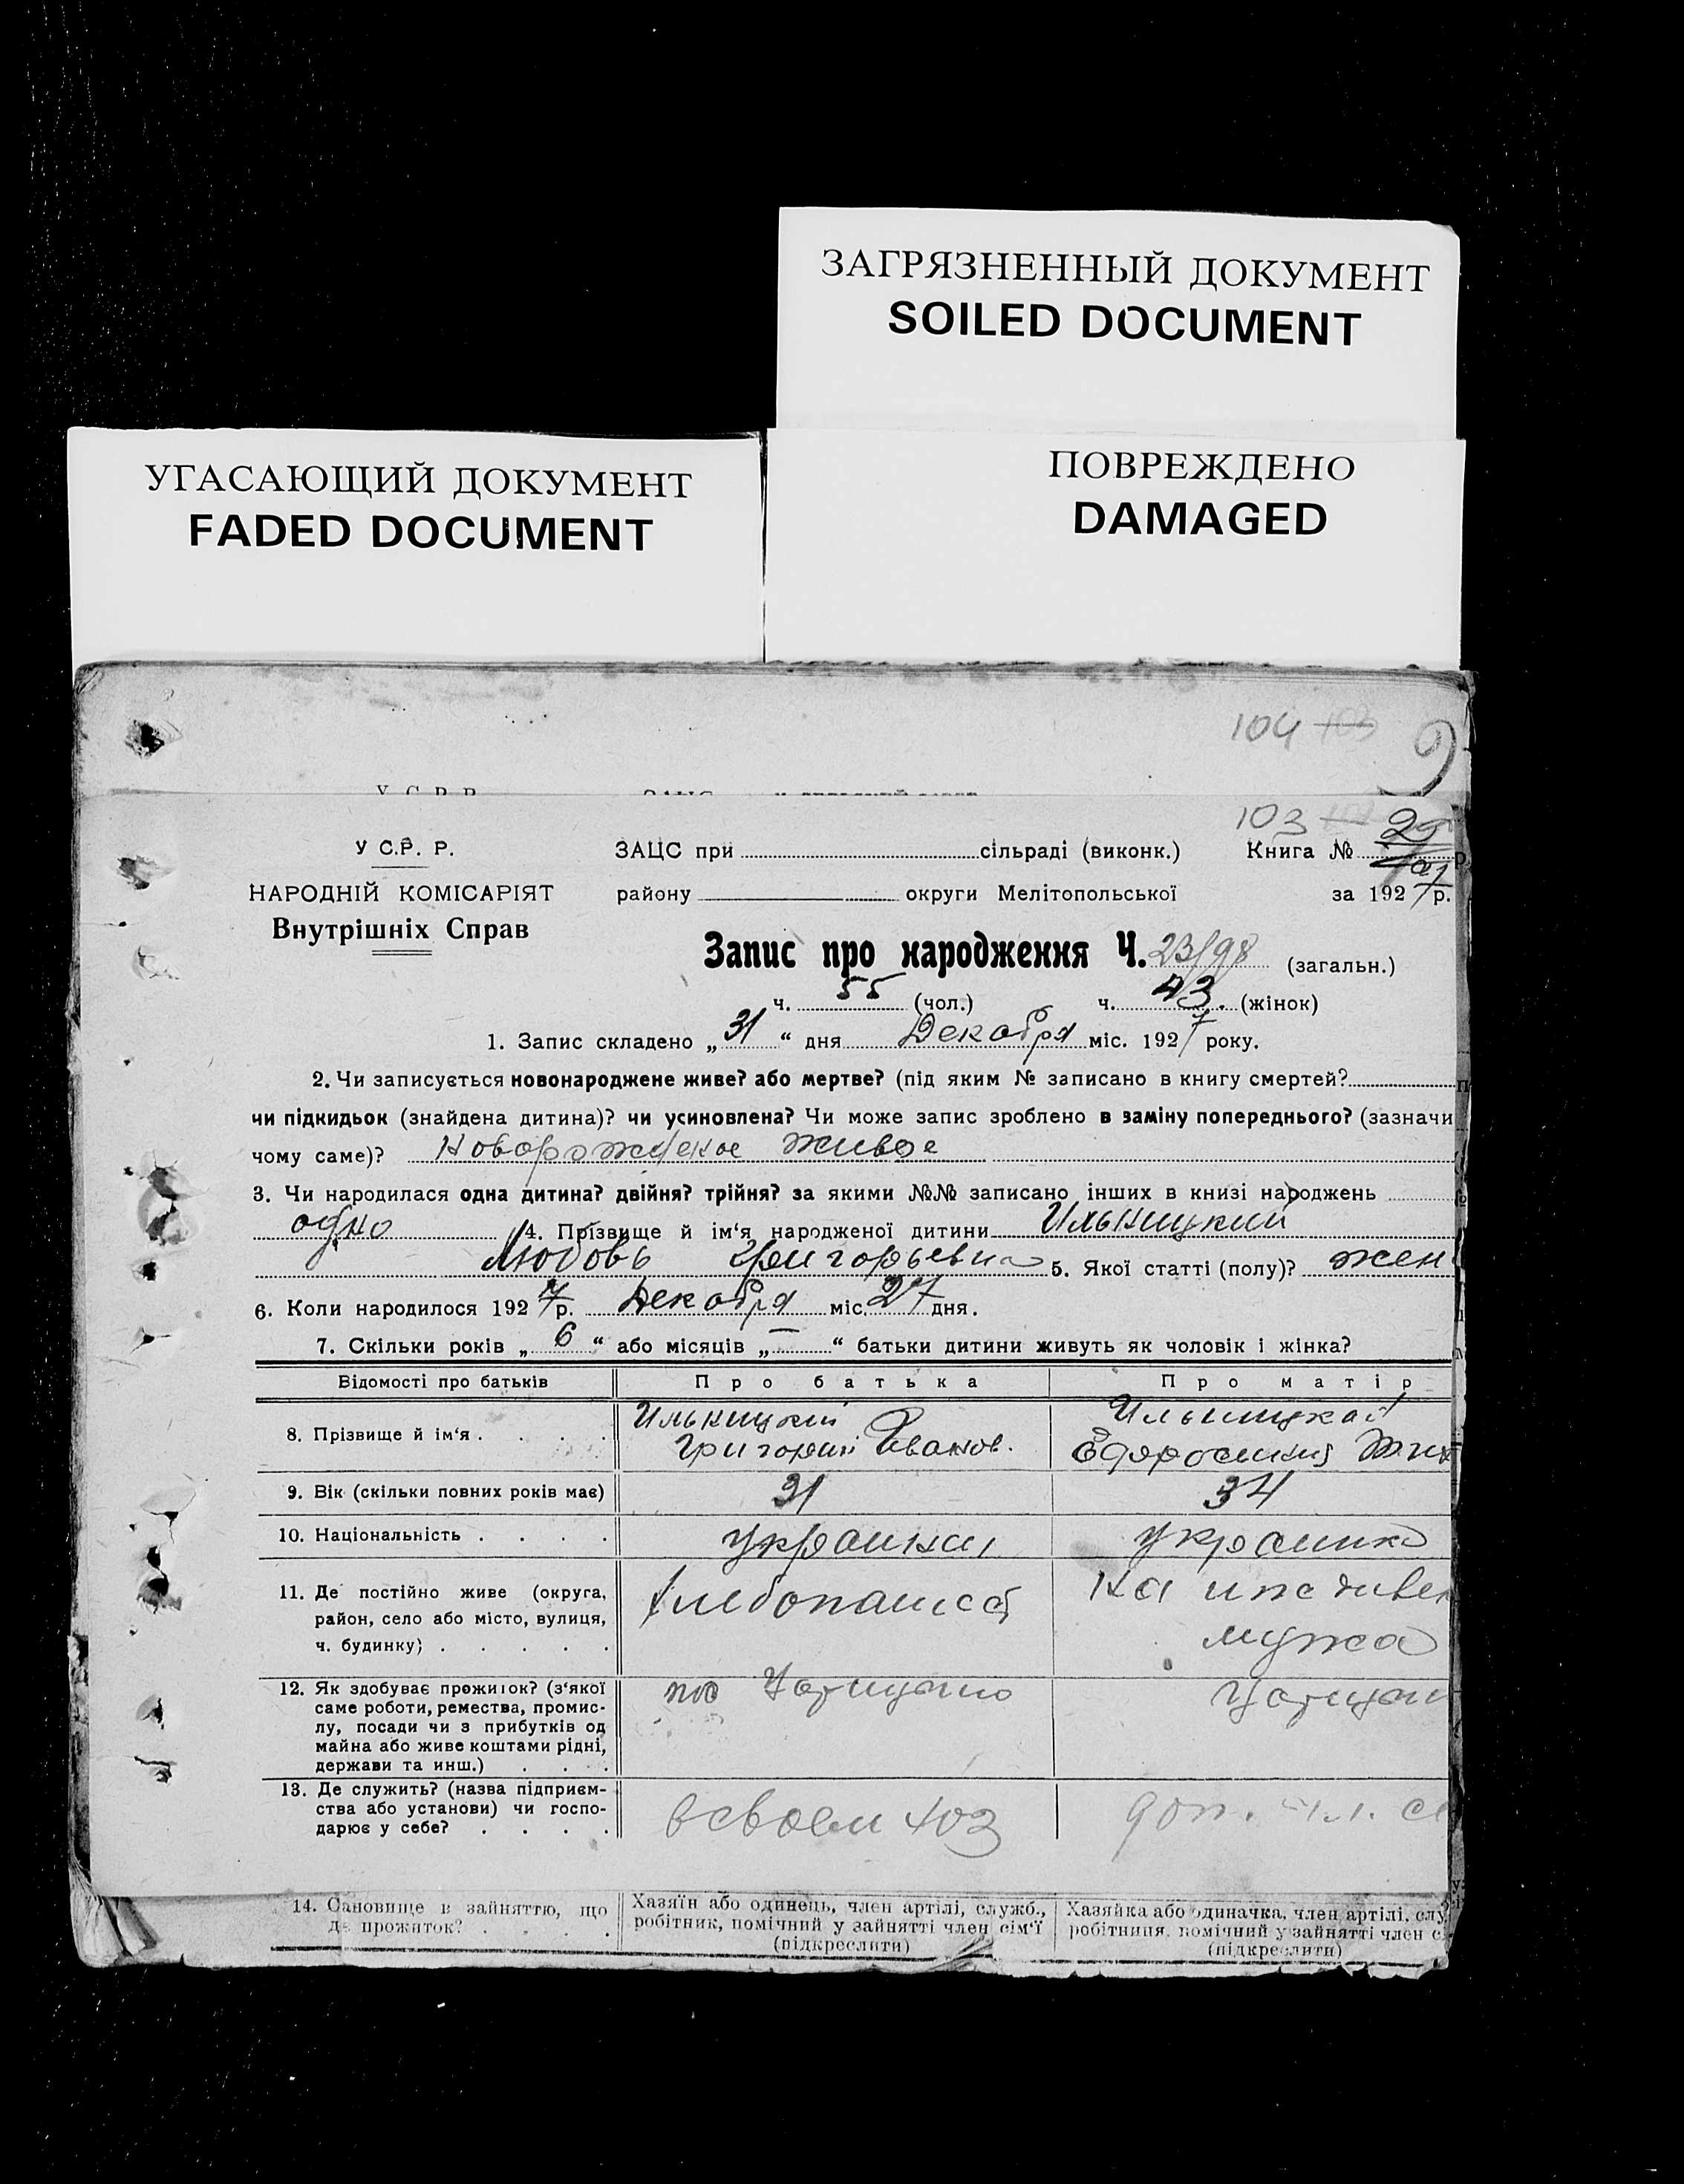 ЗАГРЯЗНЕННЫЙ ДОКУМЕНТ
SOILED DOCUMENT
УГАСАЮЩИЙ ДОКУМЕНТ
FADED DOCUMENT
ПОВРЕЖДЕНО
DAMAGED
104 103
103
У С.Р. Р.
ЗАЦС при сільраді (виконк.) Книга № 29
НАРОДНІЙ КОМІСАРІЯТ
району округи Мелітопольської за 1927 р.
Внутрішніх Справ
Запис про народження Ч. 23/98 (загальн.)
ч. 55 (чол.) ч. 43. (жінок)
1. Запис складено „ 31 “ дня Декабря міс. 1927 року.
2. Чи записується новонароджене живе? або мертве? (під яким № записано в книгу смертей?
чи підкидьок (знайдена дитина)? чи усиновлена? Чи може запис зроблено в заміну попереднього? (зазначи
чому саме)? живое
3. Чи народилася одна дитина? двійня? трійня? за якими №№ записано інших в книзі народжень
одно 4. Прізвище й ім‘я народженої дитини Ильницкий
Любовь Григорьевна 5. Якої статті (полу)? жен
6. Коли народилося 1927 р. Декабря міс. 27 дня.
7. Скільки років „ 6 “ або місяців „ — “ батьки дитини живуть як чоловік і жінка?
Відомості про батьків Про батька Про матір
8. Прізвище й ім‘я . . . . Ильницкий Ильницкая
Григорий Иванов. Ефросиния
9. Вік (скільки повних років має) 31 34
10. Національність . . . . украинец украинка
11. Де постійно живе (округа,
район, село або місто, вулиця,
ч. будинку) . . . . .
хлебопашест
на иждивен
мужа
12. Як здобуває прожиток? (з‘якої
саме роботи, ремества, промис-
лу, посади чи з прибутків од
майна або живе коштами рідні,
держави та инш.) . . . .
13. Де служить? (назва підприєм-
ства або установи) чи госпо-
дарює у себе? . . . .
в своем хоз
14. Становище в зайняттю, що
дає прожиток? . . . .
Хазяїн або одинець, член артілі, служб.,
робітник, помічний у зайнятті член сім‘ї
(підкреслити)
Хазяйка або одиначка, член артілі, слу
робітниця, помічний у зайнятті член с
(підкреслити)